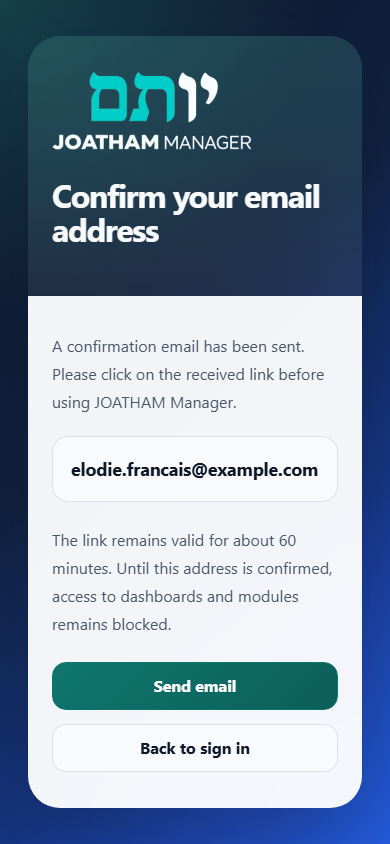 יותם
JOATHAM MANAGER
Confirm your email
address
A confirmation email has been sent.
Please click on the received link before
using JOATHAM Manager.
elodie.francais@example.com
The link remains valid for about 60
minutes. Until this address is confirmed,
access to dashboards and modules
remains blocked.
Send email
Back to sign in